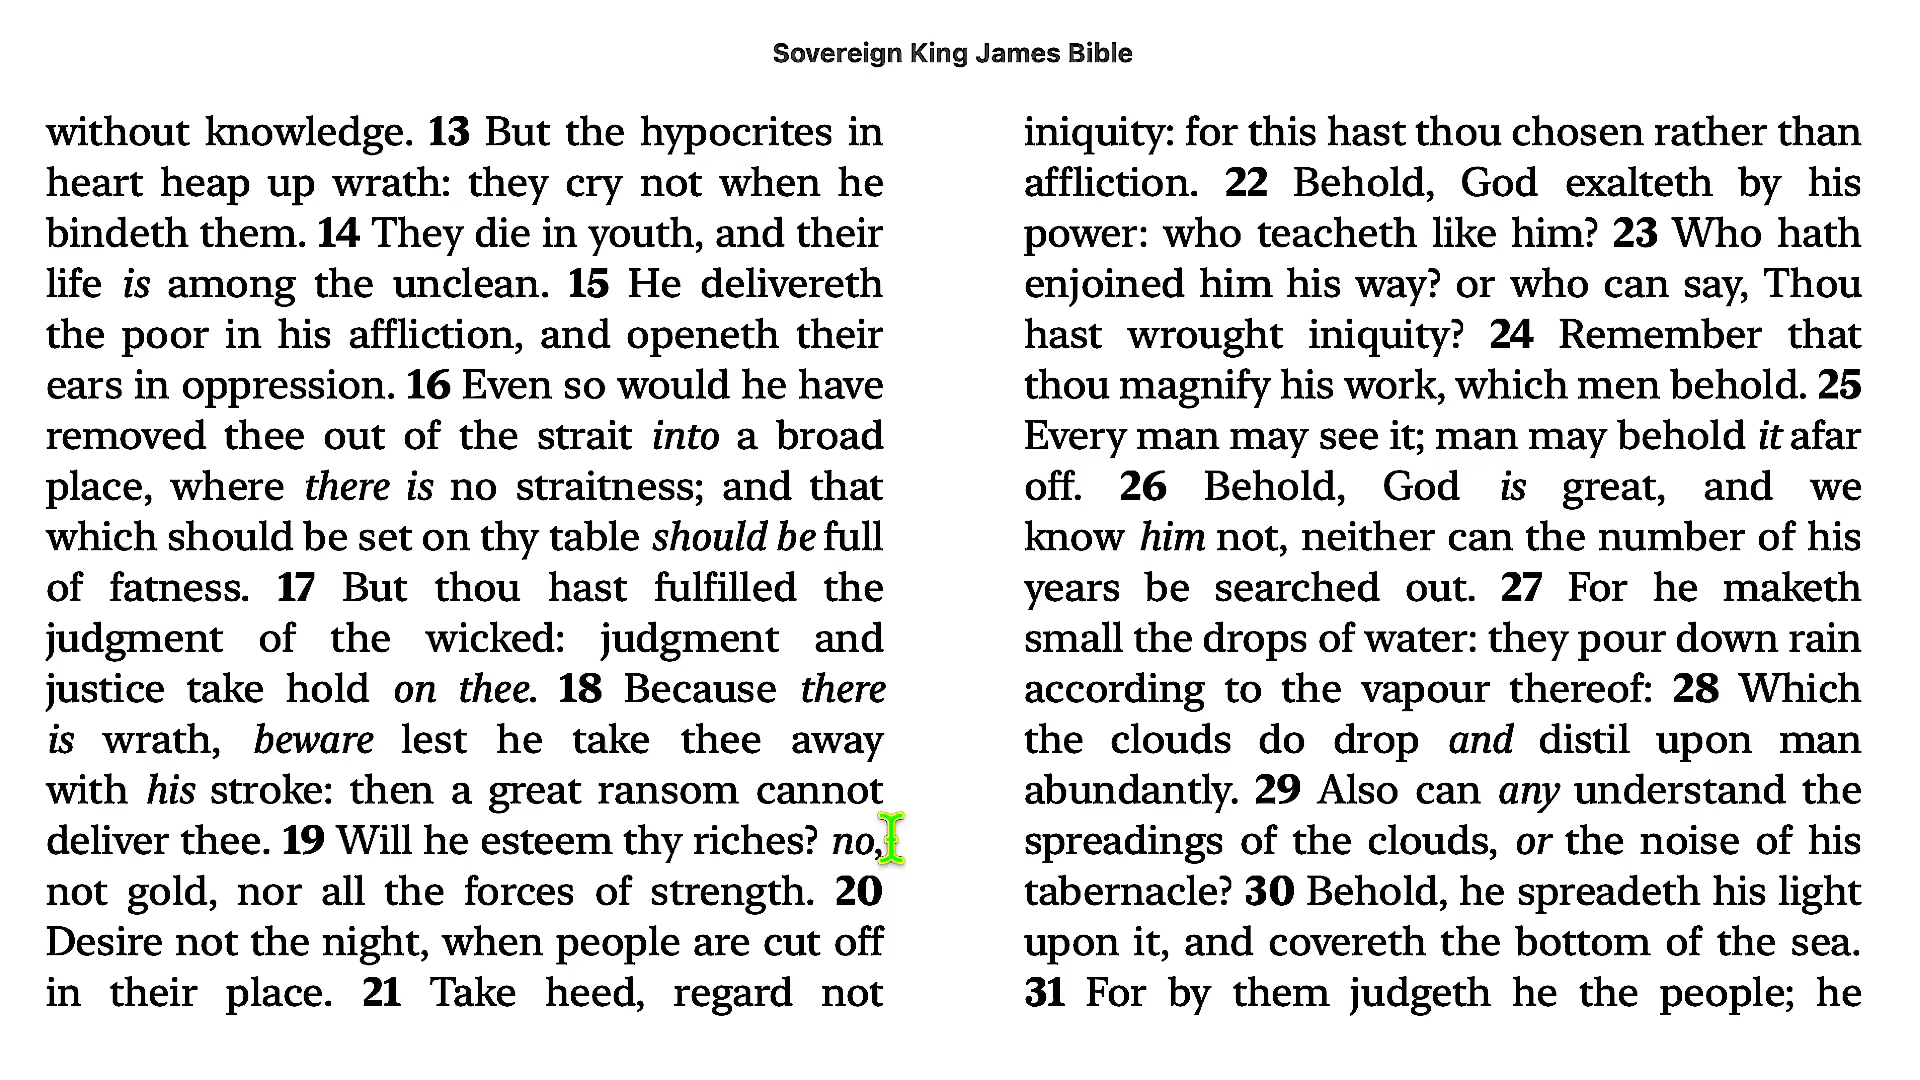 Sovereign King James Bible
without knowledge. 13 But the hypocrites in
heart heap up wrath: they cry not when he
bindeth them. 14 They die in youth, and their
life is among the unclean. 15 He delivereth
the poor in his affliction, and openeth their
ears in oppression. 16 Even so would he have
removed thee out of the strait into a broad
place, where there is no straitness; and that
which should be set on thy table should be full
of fatness. 17 But thou hast fulfilled the
judgment of the wicked: judgment and
justice take hold on thee. 18 Because there
is wrath, beware lest he take thee away
with his stroke: then a great ransom cannot
deliver thee. 19 Will he esteem thy riches? no,
not gold, nor all the forces of strength. 20
Desire not the night, when people are cut off
in their place. 21 Take heed, regard not
iniquity: for this hast thou chosen rather than
affliction. 22 Behold, God exalteth by his
power: who teacheth like him? 23 Who hath
enjoined him his way? or who can say, Thou
hast wrought iniquity? 24 Remember that
thou magnify his work, which men behold. 25
Every man may see it; man may behold it afar
off. 26 Behold, God is great, and we
know him not, neither can the number of his
years be searched out. 27 For he maketh
small the drops of water: they pour down rain
according to the vapour thereof: 28 Which
the clouds do drop and distil upon man
abundantly. 29 Also can any understand the
spreadings of the clouds, or the noise of his
tabernacle? 30 Behold, he spreadeth his light
upon it, and covereth the bottom of the sea.
31 For by them judgeth he the people; he